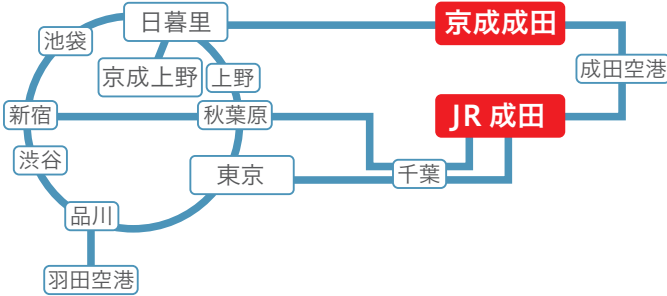 日暮里
京成成田
池袋
京成上野
上野
成田空港
新宿
秋葉原
JR 成田
渋谷
東京
千葉
品川
羽田空港